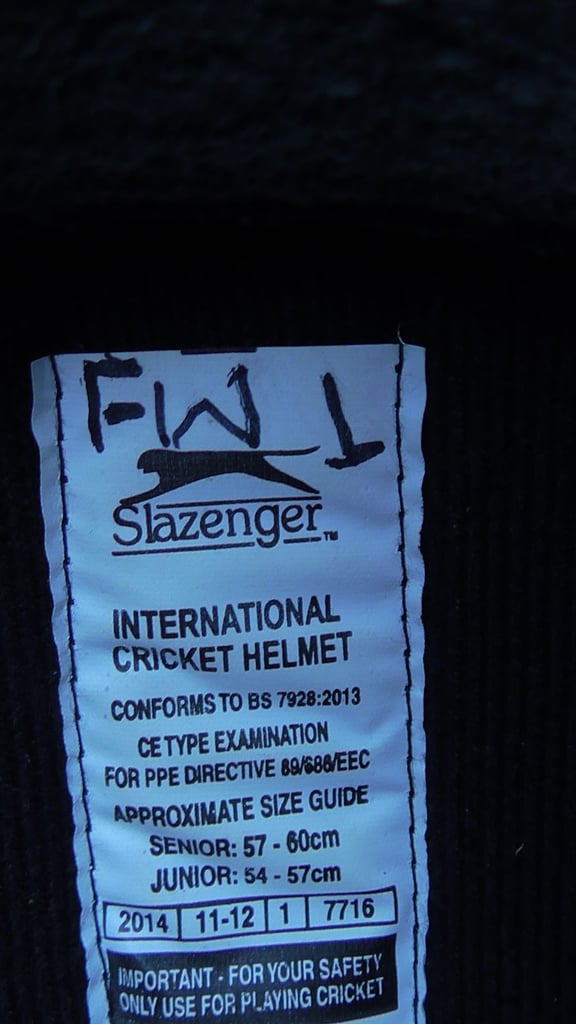 FW 1
Slazenger™
INTERNATIONAL
CRICKET HELMET
CONFORMS TO BS 7928:2013
CE TYPE EXAMINATION
FOR PPE DIRECTIVE 89/686/EEC
APPROXIMATE SIZE GUIDE
SENIOR: 57 - 60cm
JUNIOR: 54 - 57cm
2014 11-12 1 7716
IMPORTANT - FOR YOUR SAFETY
ONLY USE FOR PLAYING CRICKET